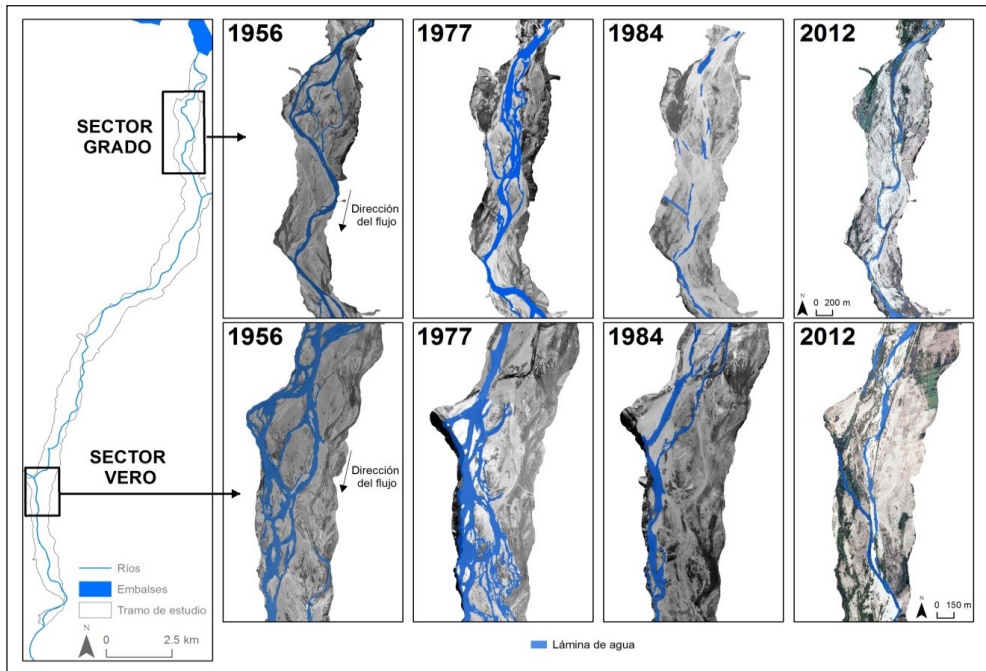 SECTOR
GRADO
SECTOR
VERO
Ríos
Embalses
Tramo de estudio
N
0 2.5 km
1956
Dirección
del flujo
1977
1984
2012
N
0 200 m
1956
Dirección
del flujo
1977
1984
2012
N
0 150 m
Lámina de agua